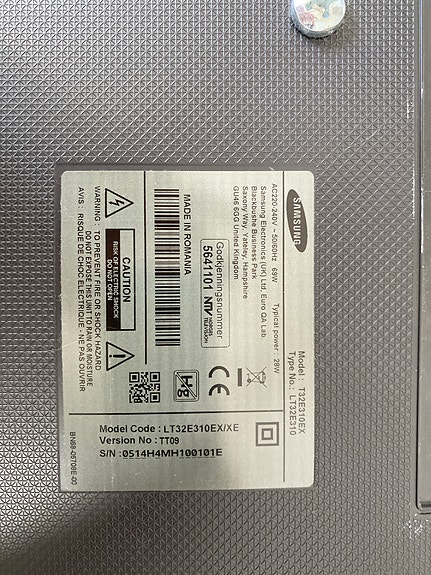 SAMSUNG
Model : T32E310EX
Type No. : LT32E310
AC220-240V ~ 50/60Hz 69W Typical power : 28W
Samsung Electronics (UK) Ltd, Euro QA Lab
Blackbushe Business Park
Saxony Way, Yateley, Hampshire
GU46 6GG United Kingdom
Godkjenningsnummer
5641101 NTV NORGES TELEVISION
CE
MADE IN ROMANIA
CAUTION
RISK OF ELECTRIC SHOCK
DO NOT OPEN
WARNING : TO PREVENT FIRE OR SHOCK HAZARD
DO NOT EXPOSE THIS UNIT TO RAIN OR MOISTURE
AVIS : RISQUE DE CHOC ELECTRIQUE - NE PAS OUVRIR
Model Code : LT32E310EX/XE
Version No : TT09
S/N : 0514H4MH100101E